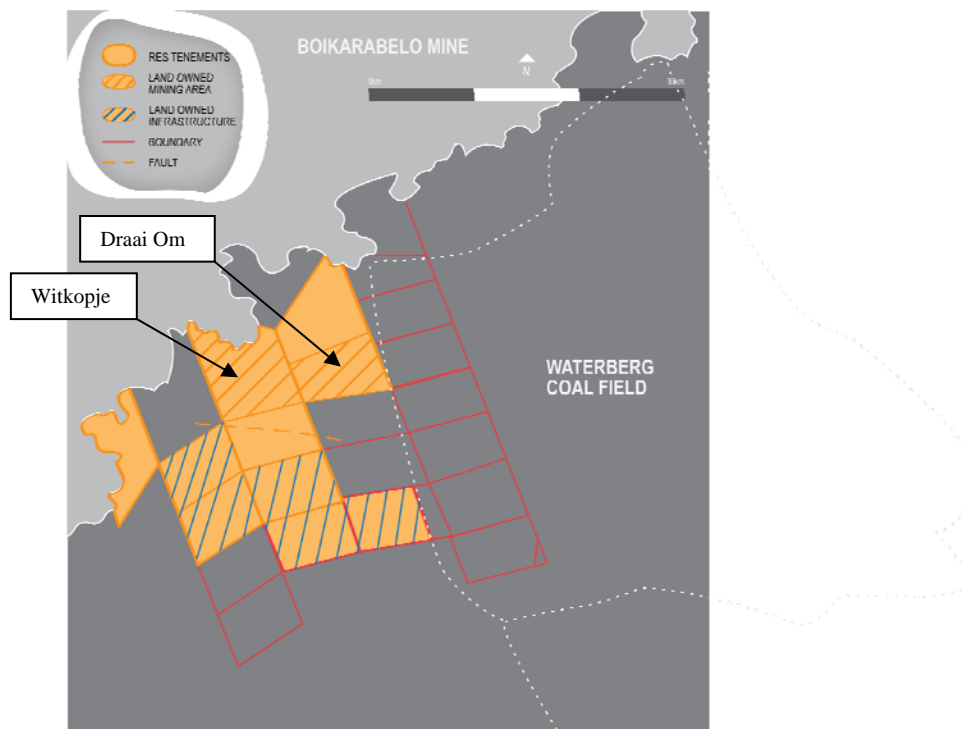 BOIKARABELO MINE
RES TENEMENTS
LAND OWNED
MINING AREA
LAND OWNED
INFRASTRUCTURE
BOUNDARY
FAULT
N
0km
Draai Om
Witkopje
WATERBERG
COAL FIELD